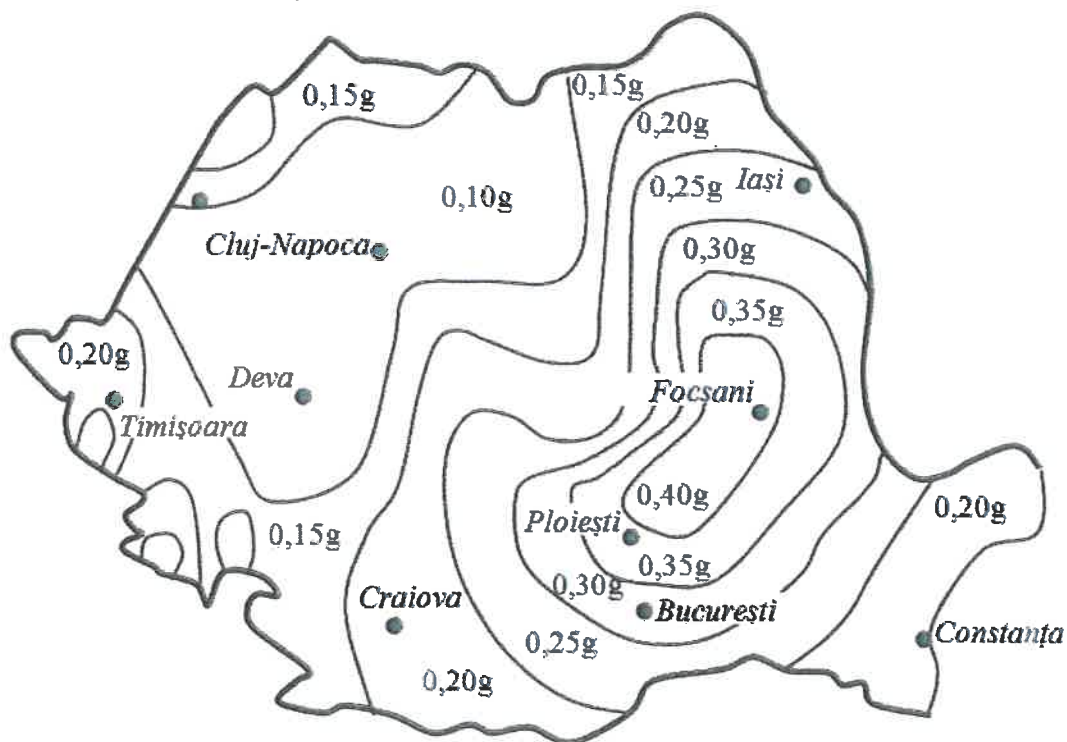 0,15g
0,15g
0,20g
0,25g
Iași
0,10g
Cluj-Napoca
0,30g
0,35g
0,20g
Deva
Focșani
Timișoara
0,40g
0,20g
Ploiești
0,15g
0,35g
0,30g
Craiova
București
Constanța
0,25g
0,20g